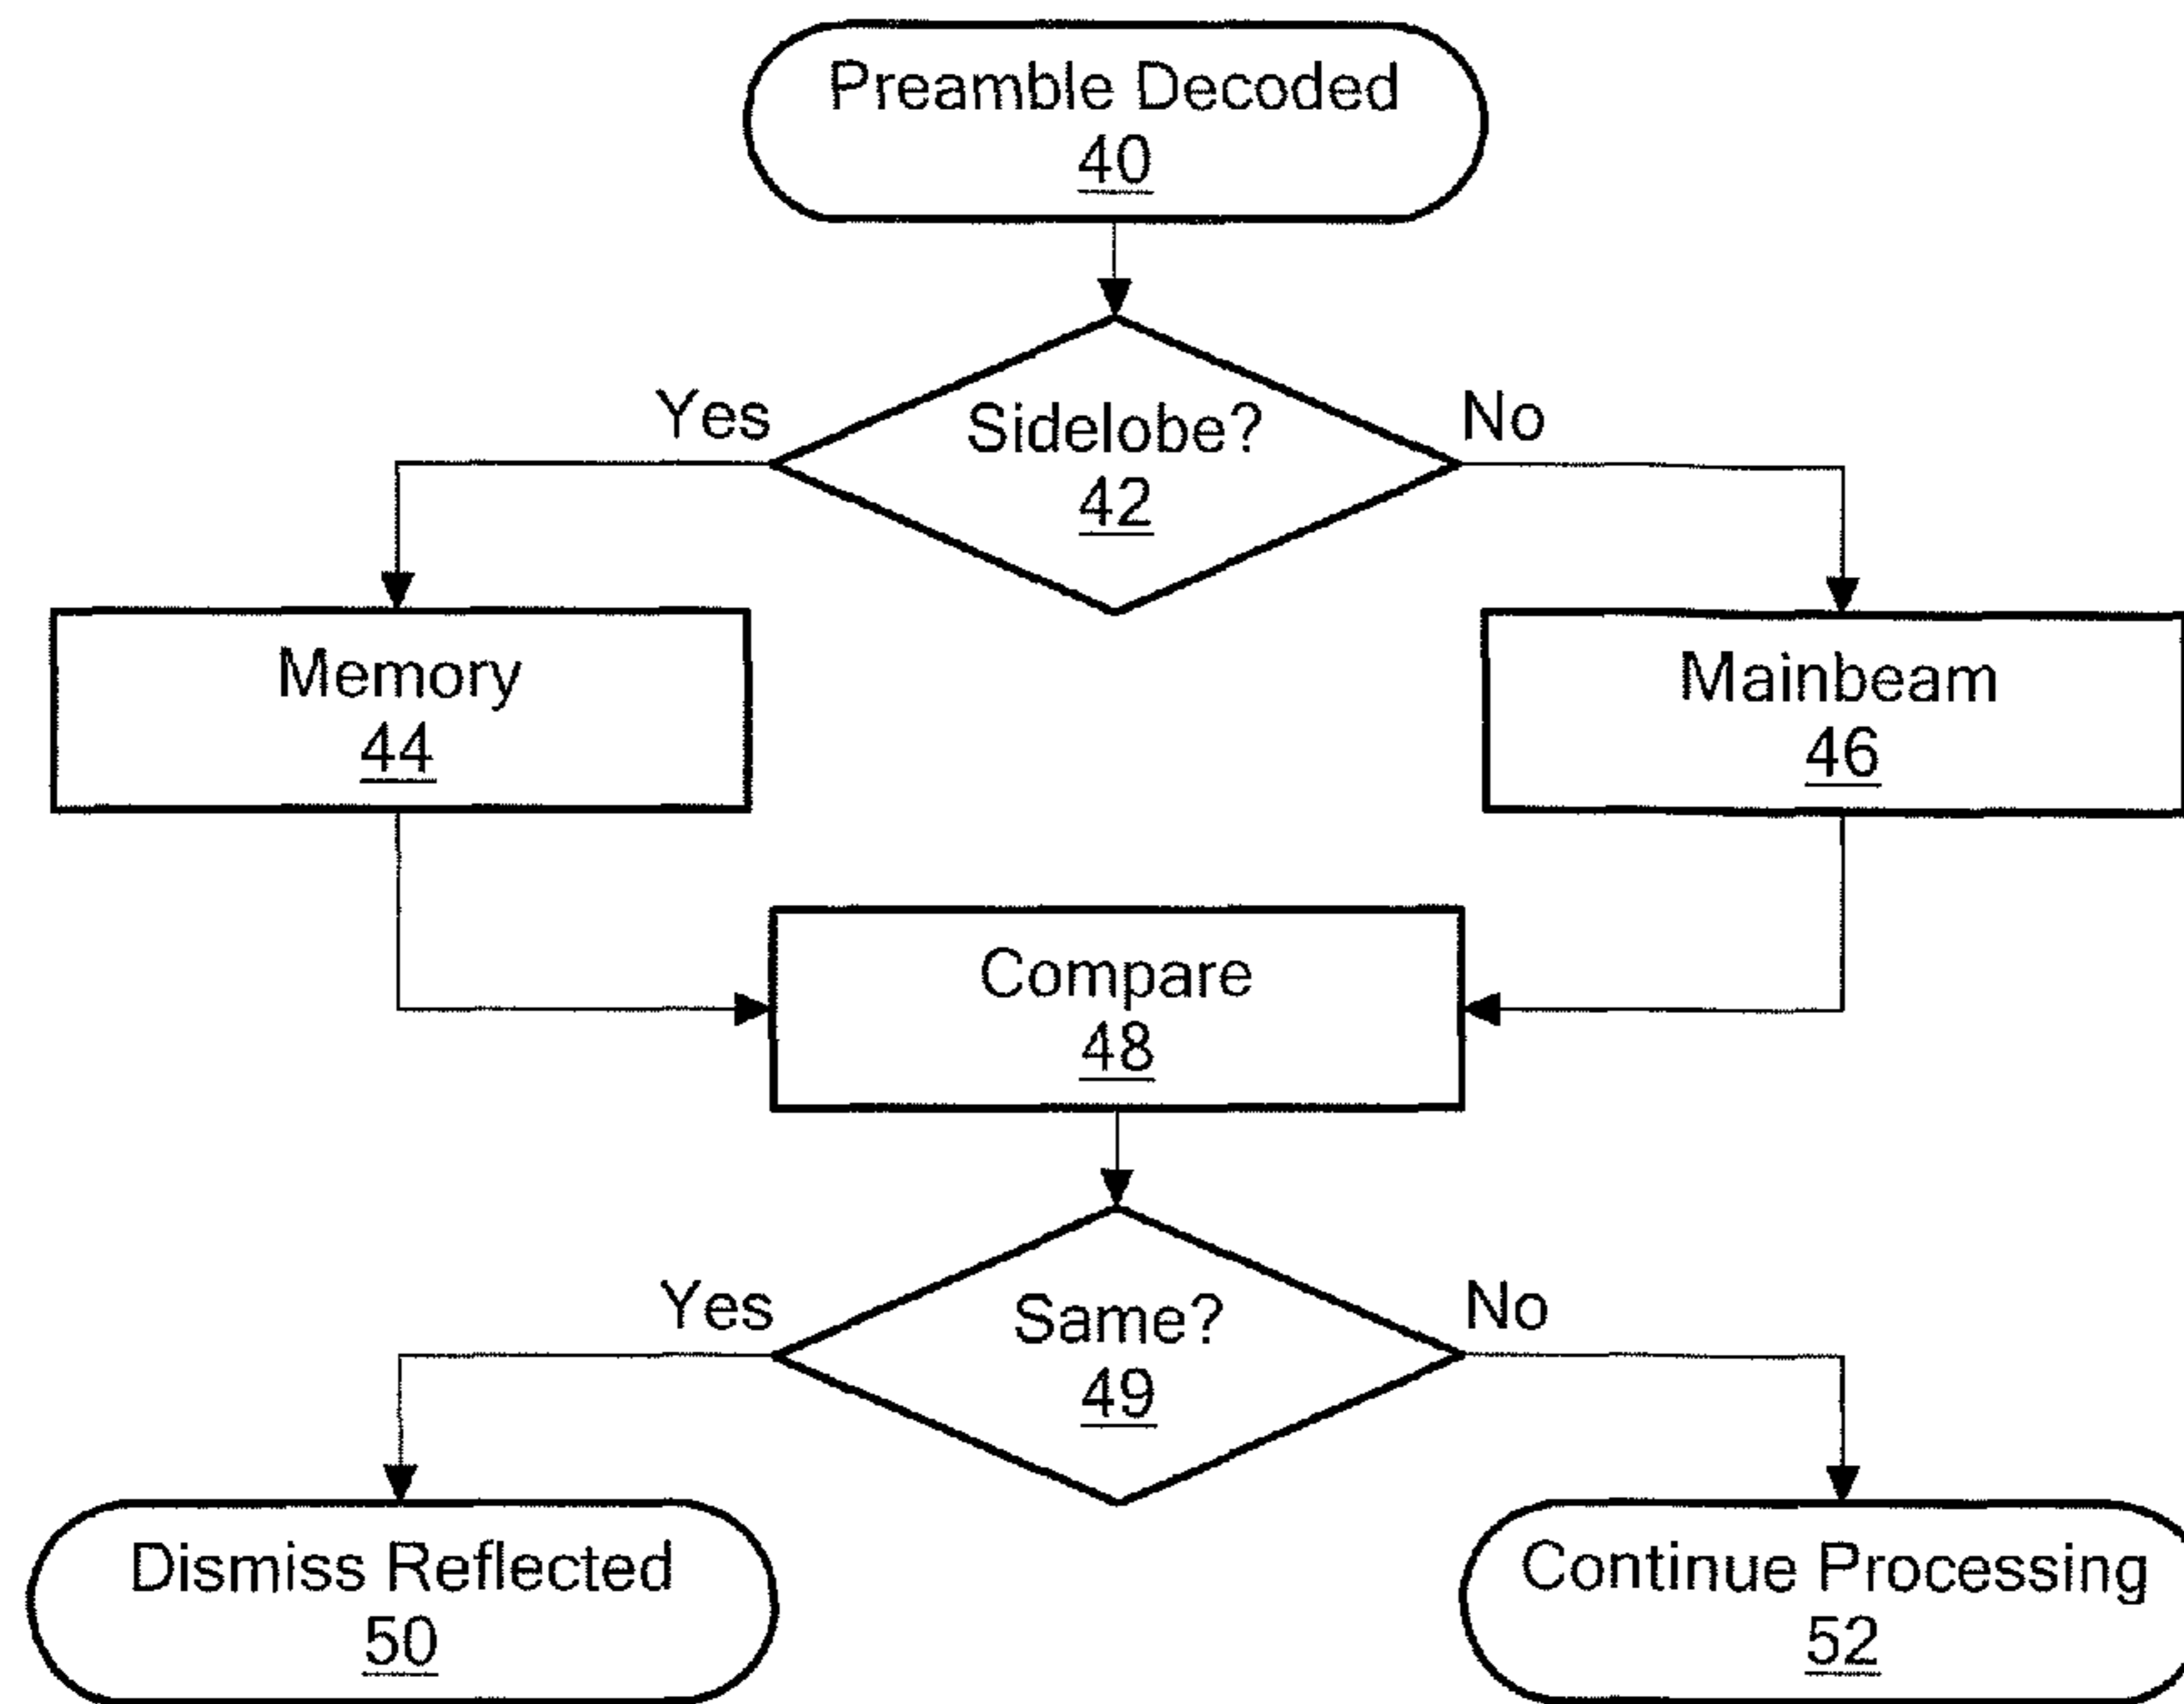 Preamble Decoded
40
Yes
Sidelobe?
No
42
Memory
44
Mainbeam
46
Compare
48
Yes
Same?
No
49
Dismiss Reflected
50
Continue Processing
52